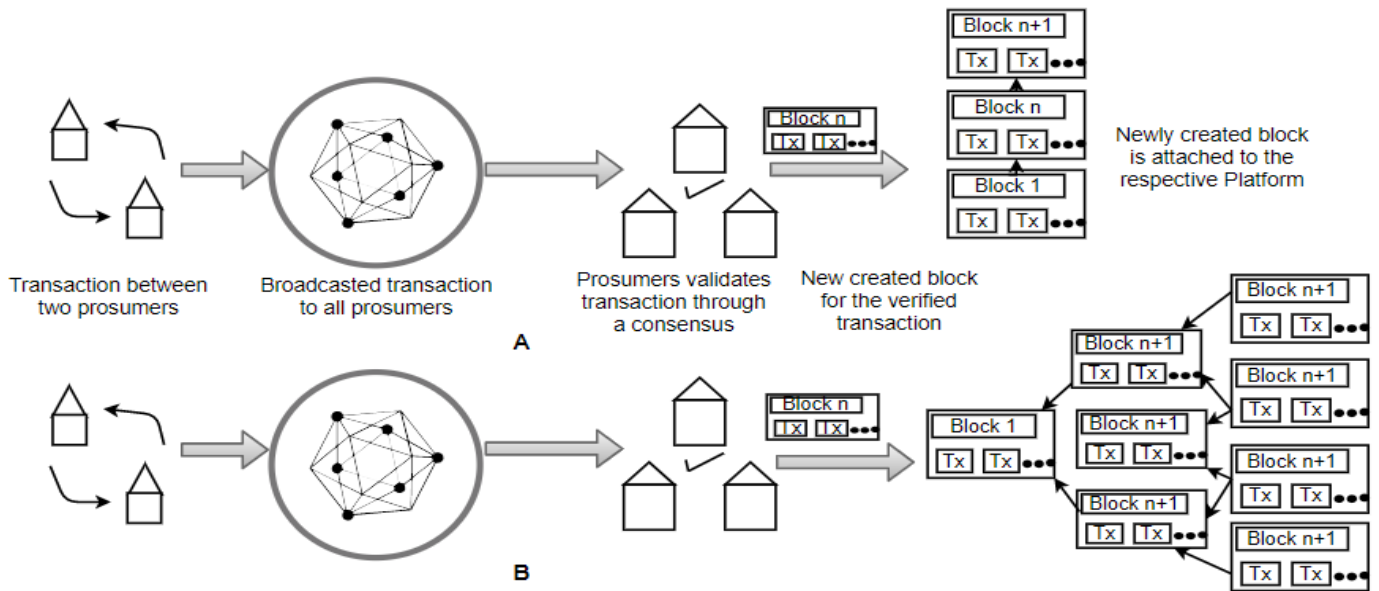 Block n+1
Tx Tx
Block n
Tx Tx
Block 1
Tx Tx
Block n
Tx Tx
Newly created block
is attached to the
respective Platform
Transaction between
two prosumers
Broadcasted transaction
to all prosumers
Prosumers validates
transaction through
a consensus
New created block
for the verified
transaction
A
Block n+1
Tx Tx
Block n+1
Tx Tx
Block n+1
Tx Tx
Block n
Tx Tx
Block 1
Tx Tx
Block n+1
Tx Tx
Block n+1
Tx Tx
Block n+1
Tx Tx
Block n+1
Tx Tx
B